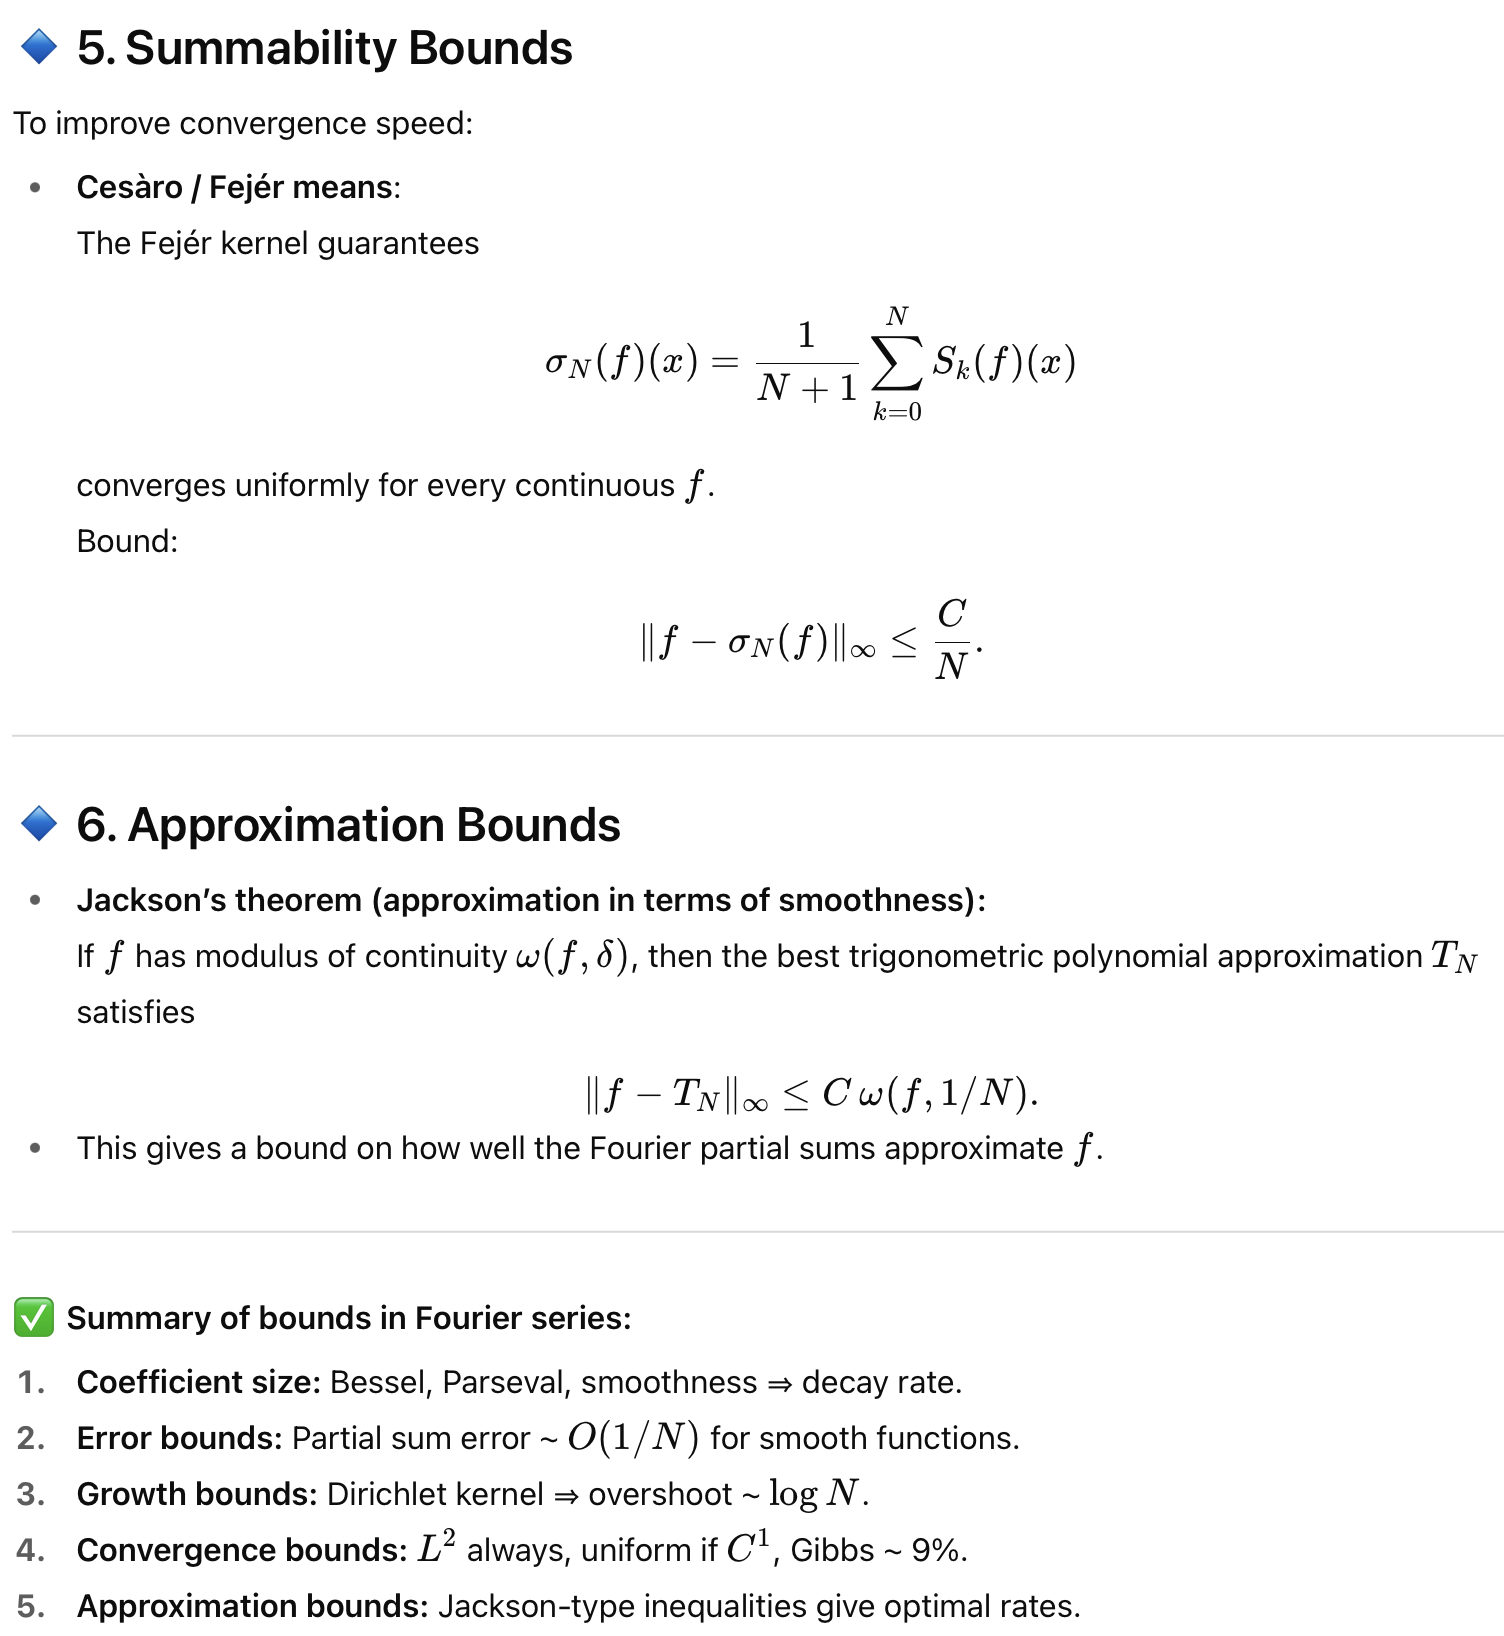 🔷 5. Summability Bounds
To improve convergence speed:
• Cesàro / Fejér means:
The Fejér kernel guarantees
$$\sigma_N(f)(x) = \frac{1}{N+1} \sum_{k=0}^{N} S_k(f)(x)$$
converges uniformly for every continuous $f$.
Bound:
$$\|f - \sigma_N(f)\|_\infty \leq \frac{C}{N}.$$
🔷 6. Approximation Bounds
• Jackson’s theorem (approximation in terms of smoothness):
If $f$ has modulus of continuity $\omega(f, \delta)$, then the best trigonometric polynomial approximation $T_N$
satisfies
$$\|f - T_N\|_\infty \leq C\,\omega(f, 1/N).$$
• This gives a bound on how well the Fourier partial sums approximate $f$.
✅ Summary of bounds in Fourier series:
1. Coefficient size: Bessel, Parseval, smoothness ⇒ decay rate.
2. Error bounds: Partial sum error ~ $O(1/N)$ for smooth functions.
3. Growth bounds: Dirichlet kernel ⇒ overshoot ~ $\log N$.
4. Convergence bounds: $L^2$ always, uniform if $C^1$, Gibbs ~ 9%.
5. Approximation bounds: Jackson-type inequalities give optimal rates.